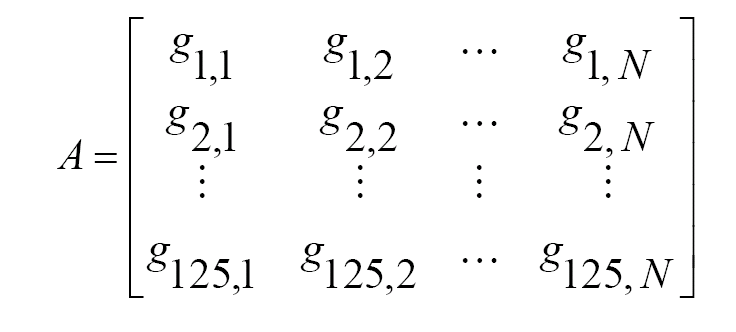 g1,1 g1,2 ⋯ g1,N
g2,1 g2,2 ⋯ g2,N
A = ⋮ ⋮ ⋮ ⋮
g125,1 g125,2 ⋯ g125,N